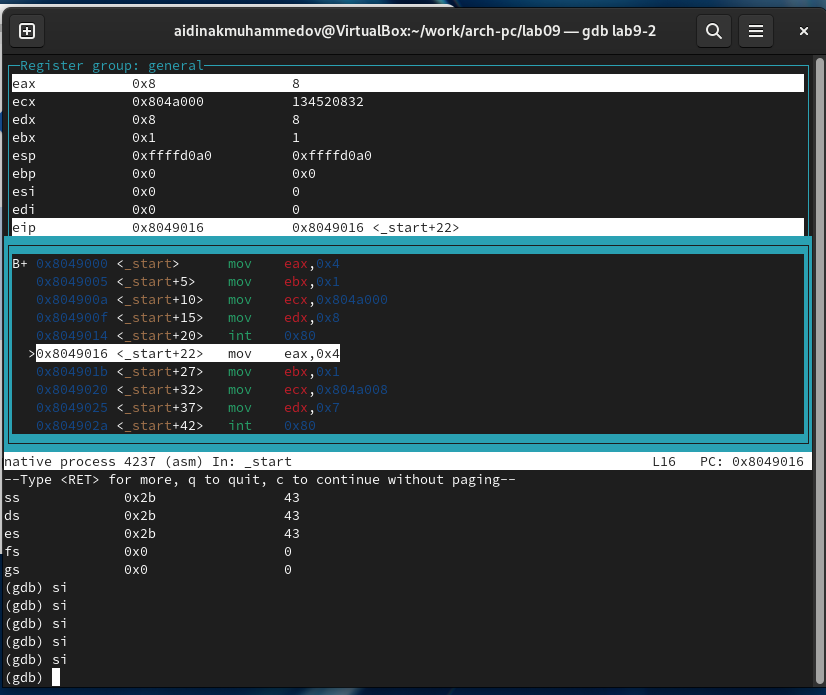 aidinakmuhammedov@VirtualBox:~/work/arch-pc/lab09 — gdb lab9-2
Register group: general
eax 0x8 8
ecx 0x804a000 134520832
edx 0x8 8
ebx 0x1 1
esp 0xffffd0a0 0xffffd0a0
ebp 0x0 0x0
esi 0x0 0
edi 0x0 0
eip 0x8049016 0x8049016 <_start+22>
B+ 0x8049000 <_start> mov eax,0x4
0x8049005 <_start+5> mov ebx,0x1
0x804900a <_start+10> mov ecx,0x804a000
0x804900f <_start+15> mov edx,0x8
0x8049014 <_start+20> int 0x80
>0x8049016 <_start+22> mov eax,0x4
0x804901b <_start+27> mov ebx,0x1
0x8049020 <_start+32> mov ecx,0x804a008
0x8049025 <_start+37> mov edx,0x7
0x804902a <_start+42> int 0x80
native process 4237 (asm) In: _start L16 PC: 0x8049016
--Type <RET> for more, q to quit, c to continue without paging--
ss 0x2b 43
ds 0x2b 43
es 0x2b 43
fs 0x0 0
gs 0x0 0
(gdb) si
(gdb) si
(gdb) si
(gdb) si
(gdb) si
(gdb)